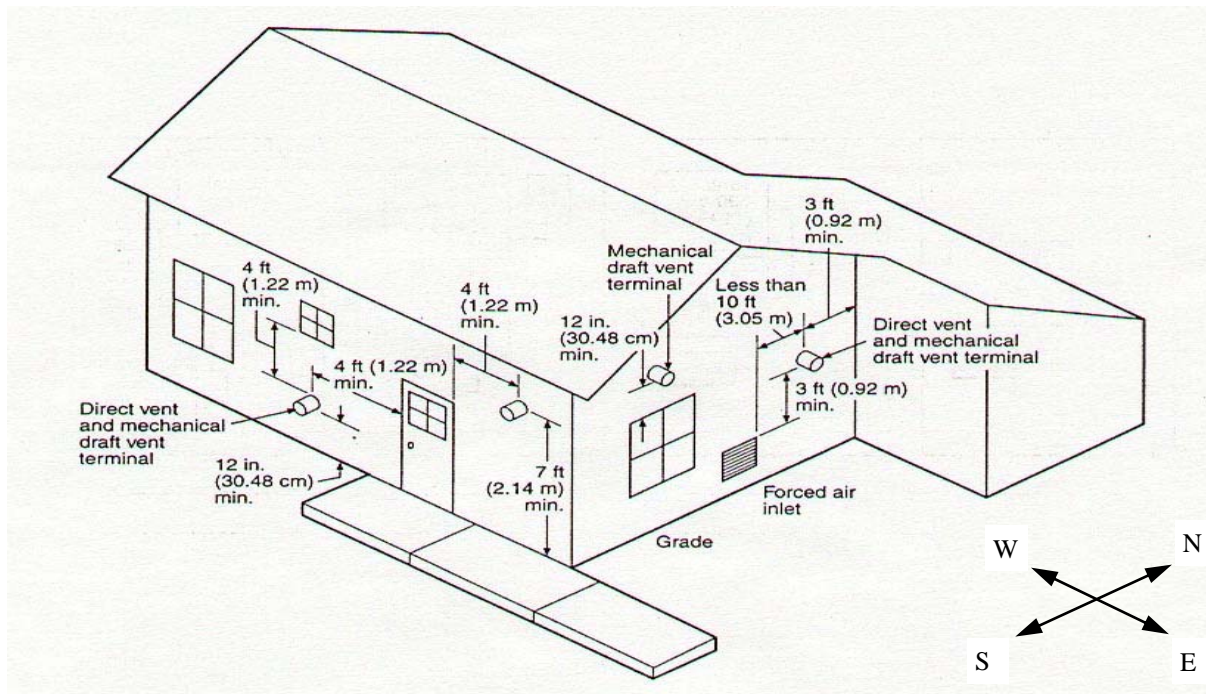 3 ft
(0.92 m)
min.
Mechanical
draft vent
terminal
4 ft
(1.22 m)
min.
4 ft
(1.22 m)
min.
Less than
10 ft
(3.05 m)
12 in.
(30.48 cm)
min.
Direct vent
and mechanical
draft vent terminal
4 ft (1.22 m)
min.
3 ft (0.92 m)
min.
Direct vent
and mechanical
draft vent
terminal
12 in.
(30.48 cm)
min.
7 ft
(2.14 m)
min.
Forced air
inlet
Grade
W
N
S
E